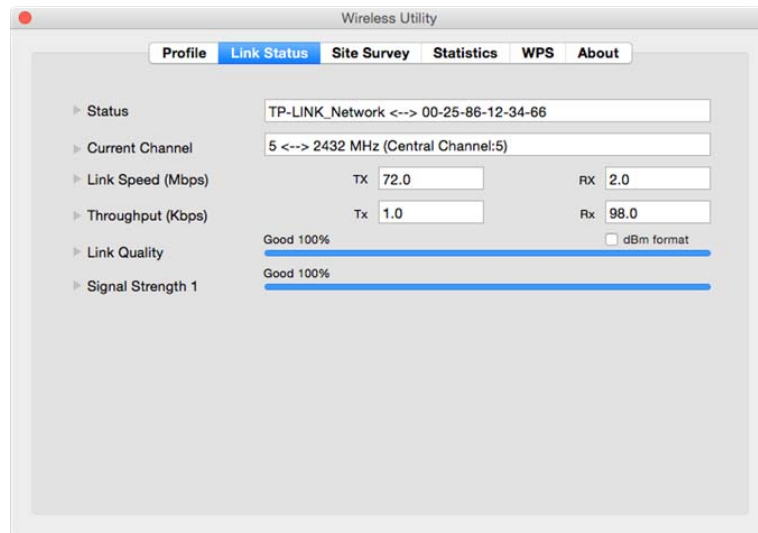 Wireless Utility
Profile Link Status Site Survey Statistics WPS About
Status TP-LINK_Network <--> 00-25-86-12-34-66
Current Channel 5 <--> 2432 MHz (Central Channel:5)
Link Speed (Mbps) TX 72.0 RX 2.0
Throughput (Kbps) Tx 1.0 Rx 98.0
Good 100% dBm format
Link Quality
Good 100%
Signal Strength 1